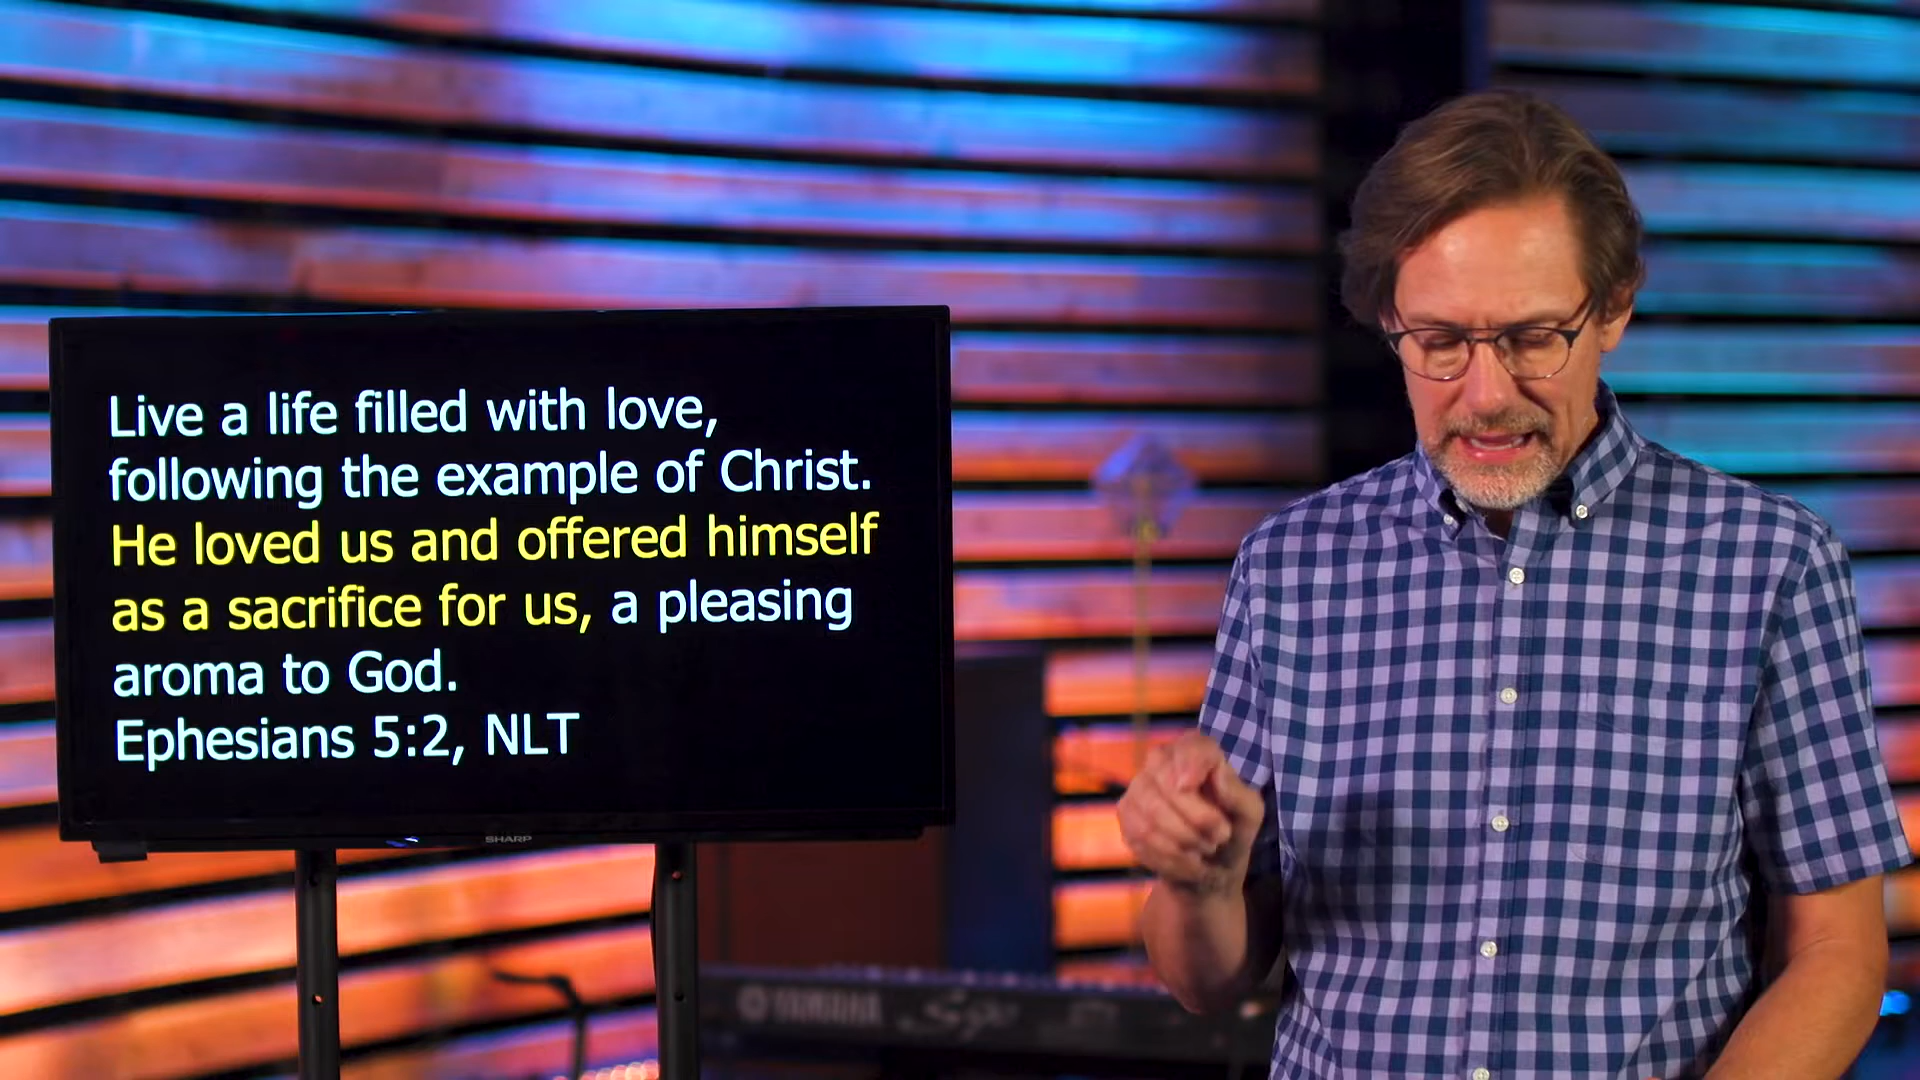 Live a life filled with love,
following the example of Christ.
He loved us and offered himself
as a sacrifice for us, a pleasing
aroma to God.
Ephesians 5:2, NLT
SHARP
YAMAHA